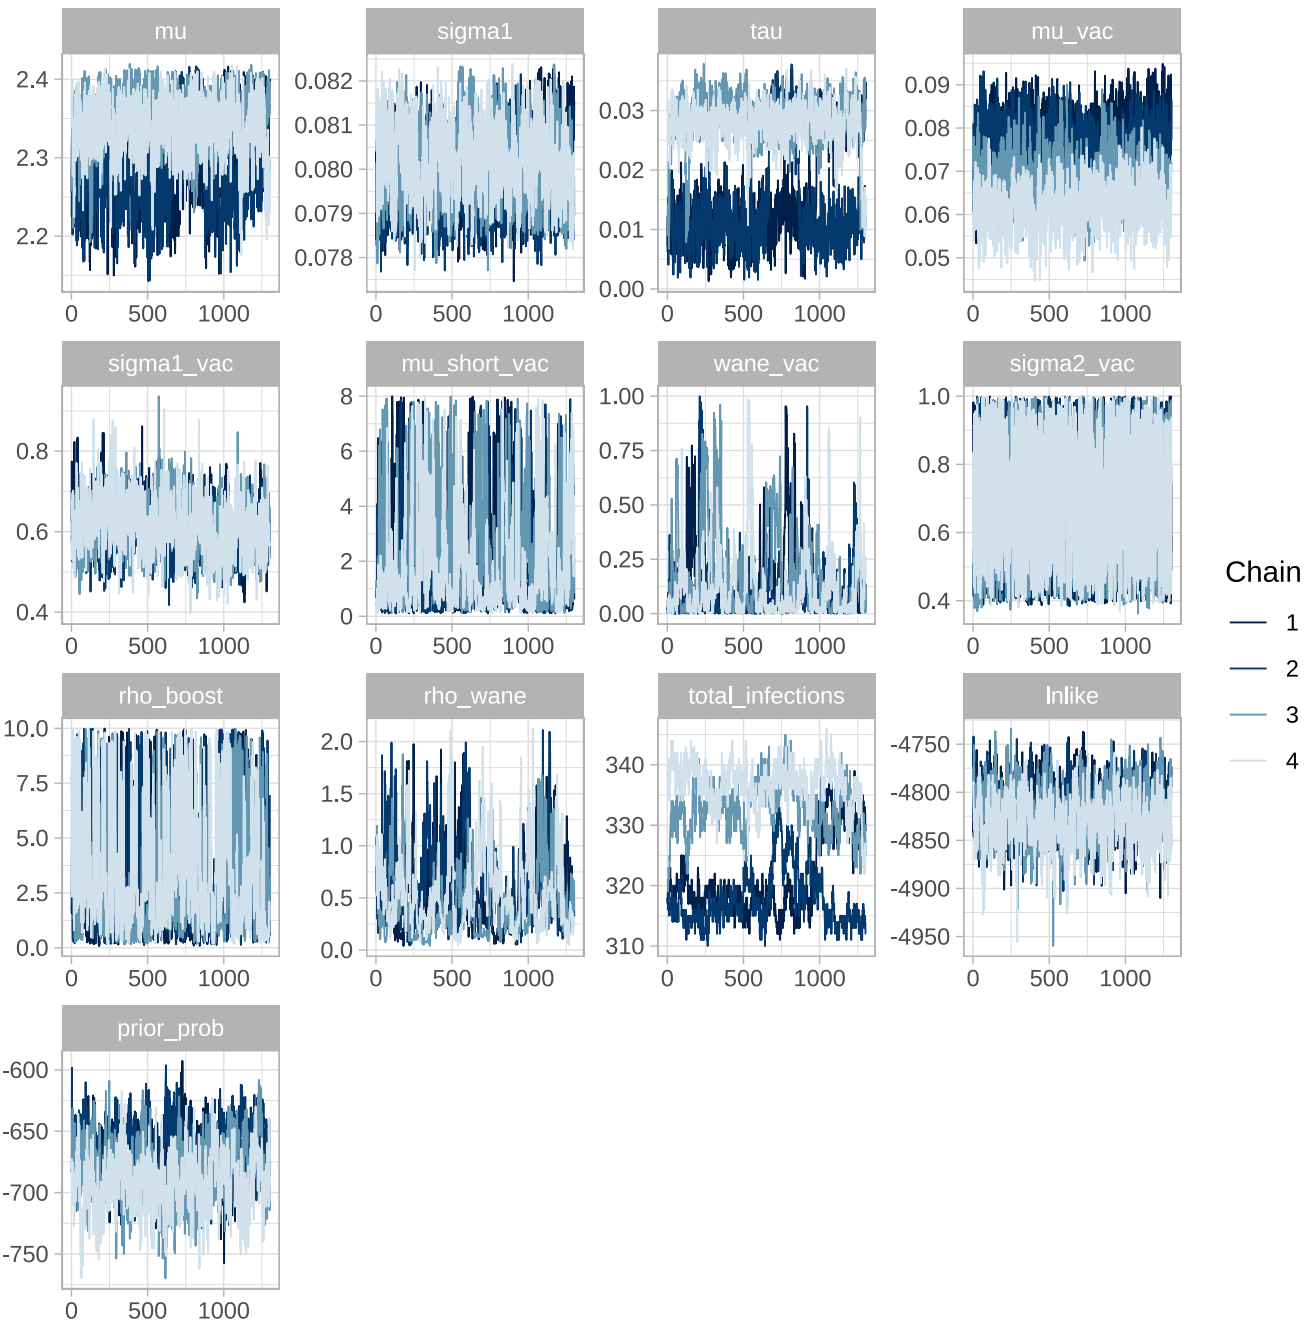 mu sigma1 tau mu_vac
2.4 0.082 0.03 0.09
2.3 0.081 0.02 0.08
2.2 0.080 0.01 0.07
0.079 0.00 0.06
0.078 0.05
0 500 1000 0 500 1000 0 500 1000 0 500 1000
sigma1_vac mu_short_vac wane_vac sigma2_vac
0.8 8 1.00 1.0
0.6 6 0.75 0.8
0.4 4 0.50 0.6
2 0.25 0.4
0 0.00
0 500 1000 0 500 1000 0 500 1000 0 500 1000
Chain
1
2
3
4
rho_boost rho_wane total_infections lnlike
10.0 2.0 340 -4750
7.5 1.5 330 -4800
5.0 1.0 320 -4850
2.5 0.5 310 -4900
0.0 0.0 -4950
0 500 1000 0 500 1000 0 500 1000 0 500 1000
prior_prob
-600
-650
-700
-750
0 500 1000